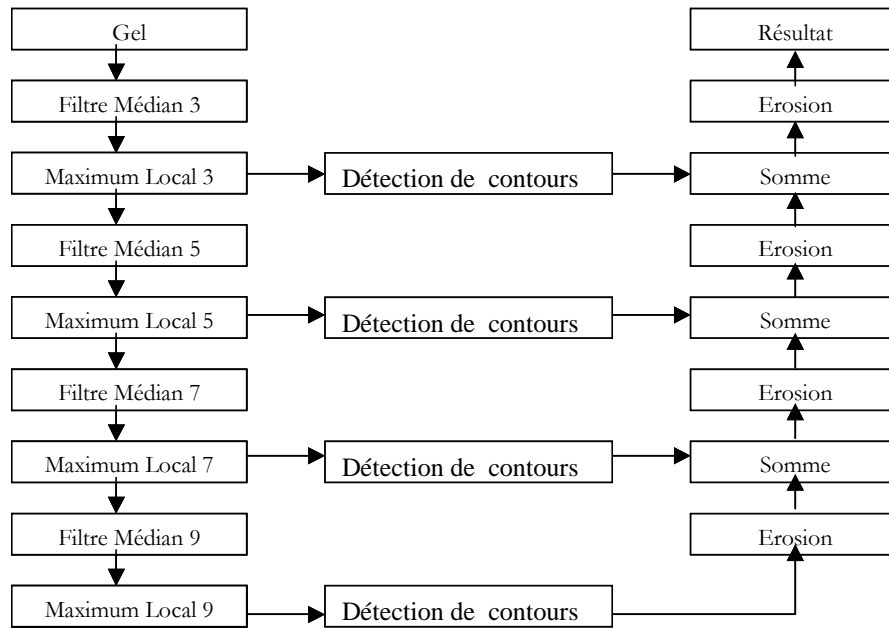 Gel
Résultat
Filtre Médian 3
Erosion
Maximum Local 3
Détection de contours
Somme
Filtre Médian 5
Erosion
Maximum Local 5
Détection de contours
Somme
Filtre Médian 7
Erosion
Maximum Local 7
Détection de contours
Somme
Filtre Médian 9
Erosion
Maximum Local 9
Détection de contours